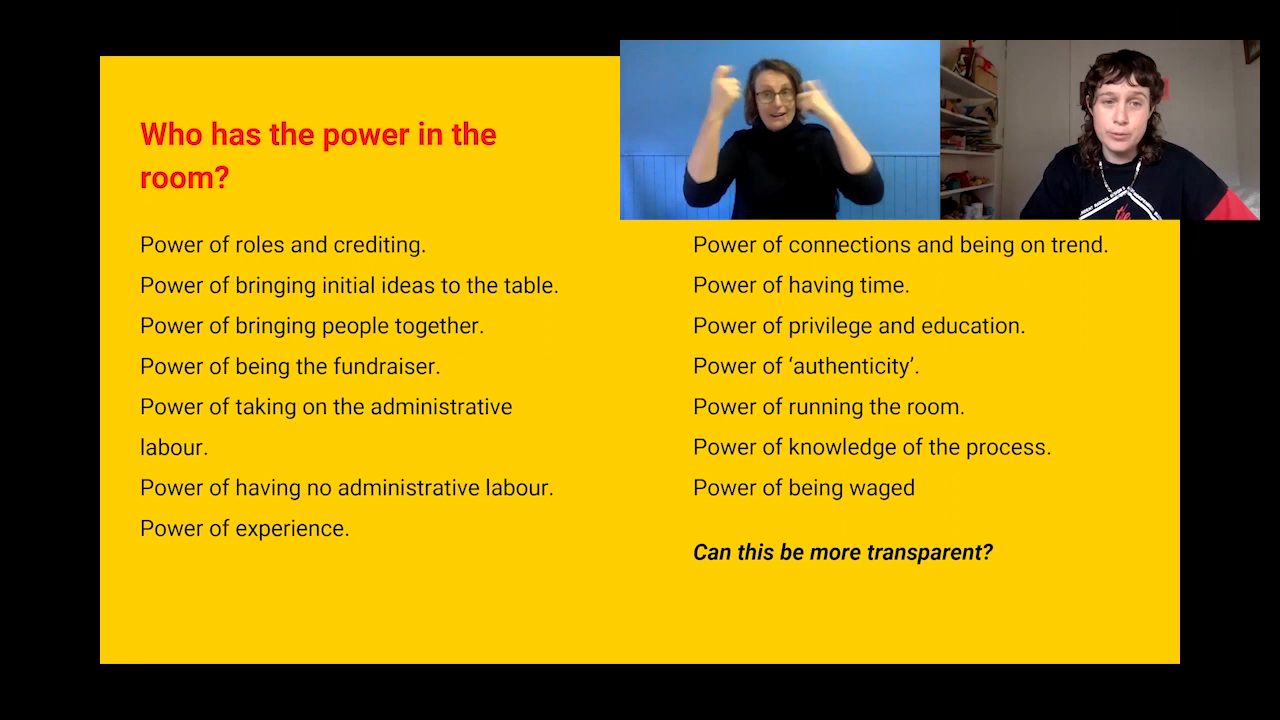 Who has the power in the
room?
Power of roles and crediting.
Power of bringing initial ideas to the table.
Power of bringing people together.
Power of being the fundraiser.
Power of taking on the administrative
labour.
Power of having no administrative labour.
Power of experience.
Power of connections and being on trend.
Power of having time.
Power of privilege and education.
Power of ‘authenticity’.
Power of running the room.
Power of knowledge of the process.
Power of being waged
Can this be more transparent?